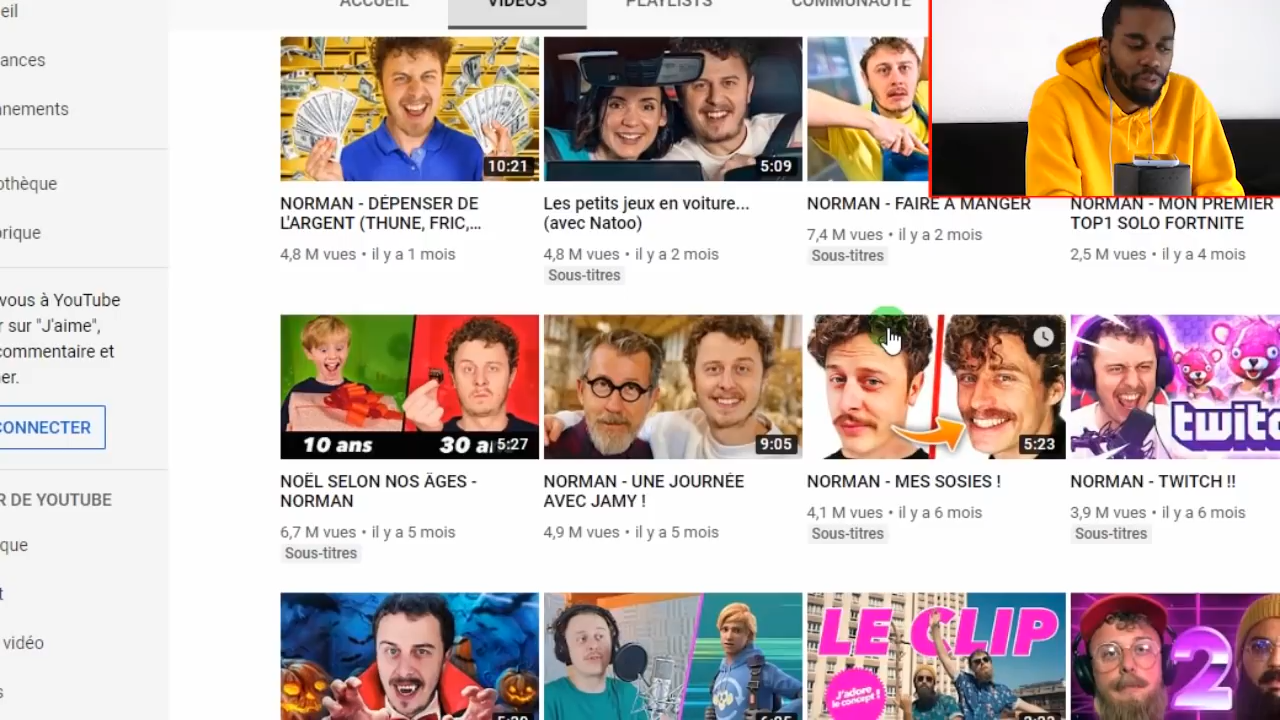 ACCUEIL
VIDÉOS
PLAYLISTS
COMMUNAUTÉ
eil
ances
nnements
othèque
orique
vous à YouTube
r sur "J'aime",
commentaire et
er.
CONNECTER
R DE YOUTUBE
que
t
vidéo
s
10:21
5:09
NORMAN - DÉPENSER DE
L'ARGENT (THUNE, FRIC,...
4,8 M vues • il y a 1 mois
Les petits jeux en voiture...
(avec Natoo)
4,8 M vues • il y a 2 mois
Sous-titres
NORMAN - FAIRE À MANGER
7,4 M vues • il y a 2 mois
Sous-titres
NORMAN - MON PREMIER
TOP1 SOLO FORTNITE
2,5 M vues • il y a 4 mois
10 ans
30 a
5:27
9:05
5:23
twitc
NOËL SELON NOS ÂGES -
NORMAN
6,7 M vues • il y a 5 mois
Sous-titres
NORMAN - UNE JOURNÉE
AVEC JAMY !
4,9 M vues • il y a 5 mois
NORMAN - MES SOSIES !
4,1 M vues • il y a 6 mois
Sous-titres
NORMAN - TWITCH !!
3,9 M vues • il y a 6 mois
Sous-titres
LE CLIP
J'adore
le concept !
2